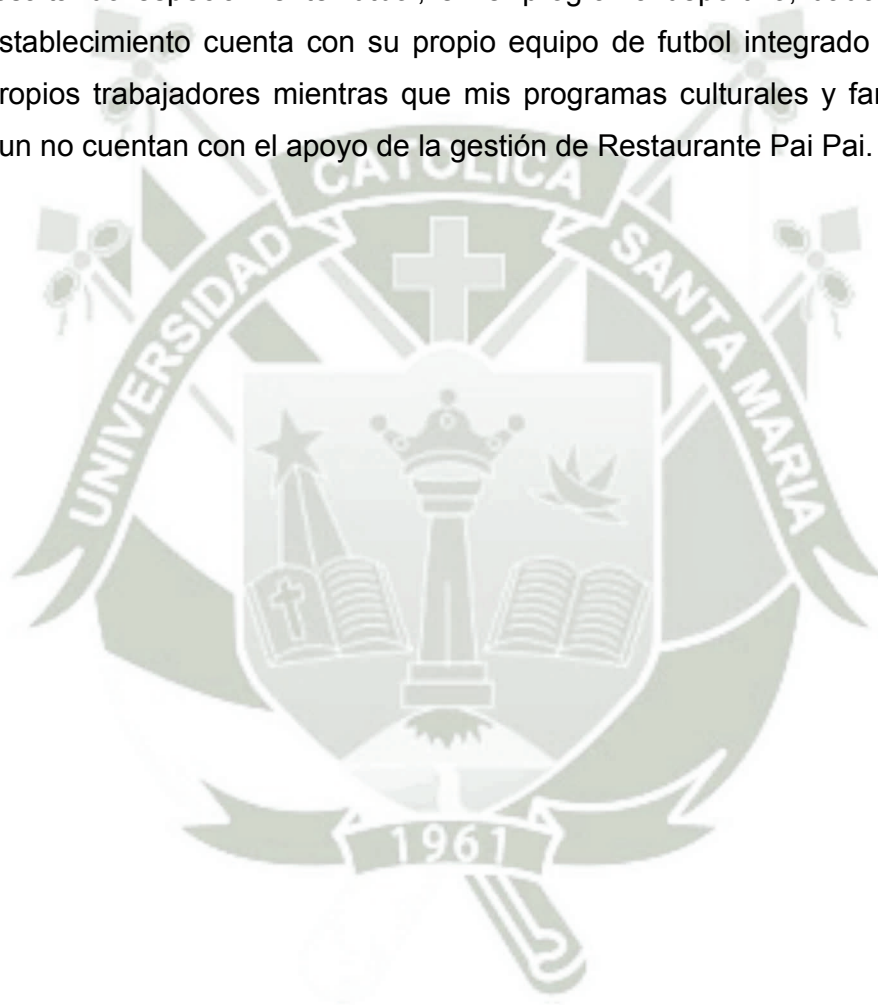 stablecimiento cuenta con su propio equipo de futbol integrado
ropios trabajadores mientras que mis programas culturales y
un no cuentan con el apoyo de la gestión de Restaurante Pai Pai.
UNIVERSIDAD CATOLICA SANTA MARIA
1961